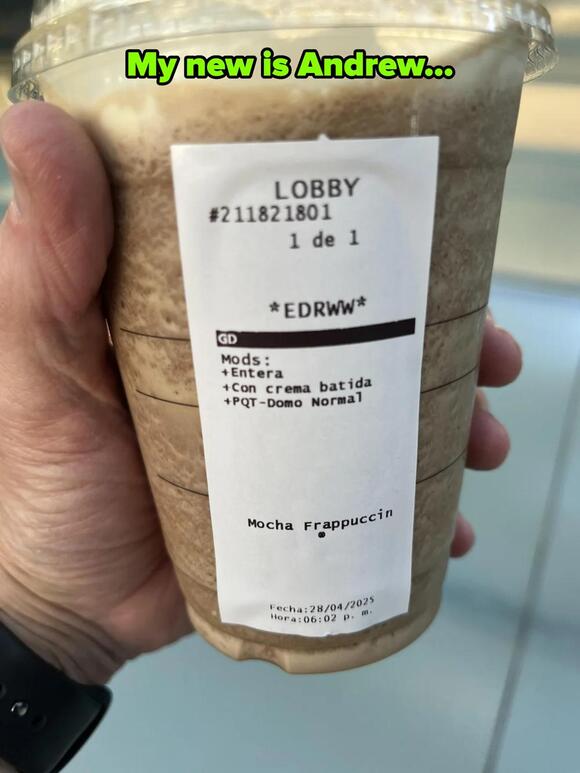 My new is Andrew...
LOBBY
#211821801
1 de 1
*EDRWW*
GD
Mods:
+Entera
+Con crema batida
+PQT-Domo Normal
Mocha Frappuccin
®
Fecha:28/04/2025
Hora:06:02 p. m.